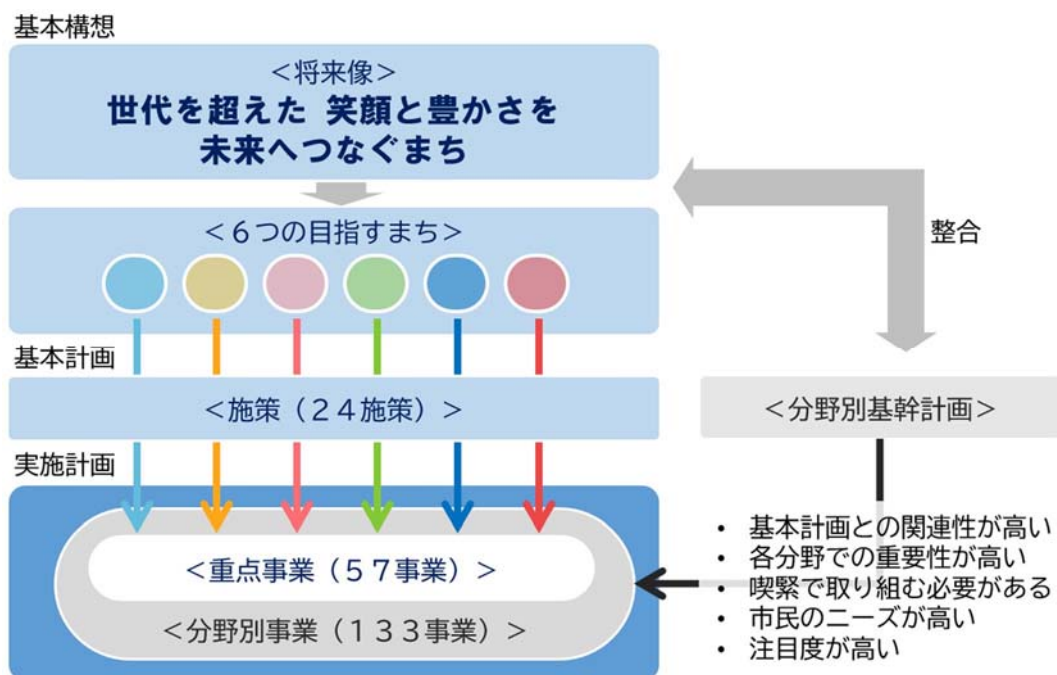 基本構想
＜将来像＞
世代を超えた 笑顔と豊かさを
未来へつなぐまち
＜６つの目指すまち＞
整合
基本計画
＜施策（２４施策）＞
＜分野別基幹計画＞
実施計画
＜重点事業（５７事業）＞
＜分野別事業（１３３事業）＞
• 基本計画との関連性が高い
• 各分野での重要性が高い
• 喫緊で取り組む必要がある
• 市民のニーズが高い
• 注目度が高い